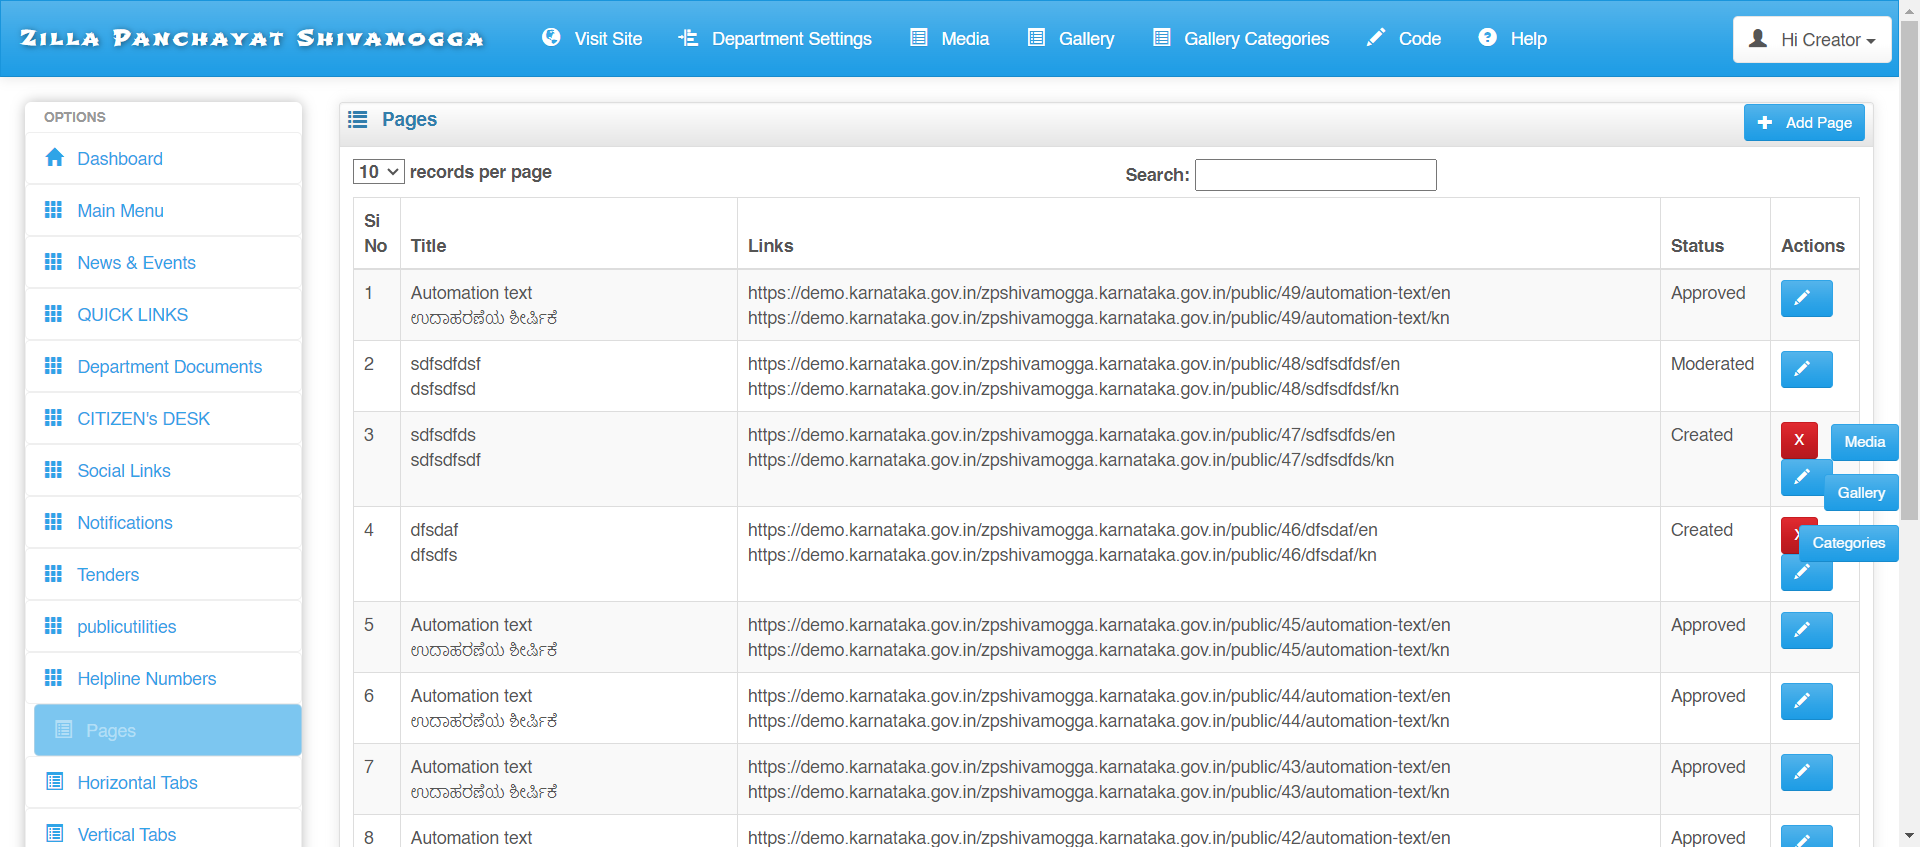 Zilla Panchayat Shivamogga
Visit Site
Department Settings
Media
Gallery
Gallery Categories
Code
Help
Hi Creator
OPTIONS
Dashboard
Main Menu
News & Events
QUICK LINKS
Department Documents
CITIZEN's DESK
Social Links
Notifications
Tenders
publicutilities
Helpline Numbers
Pages
Horizontal Tabs
Vertical Tabs
Pages
Add Page
10 records per page
Search:
Si No Title Links Status Actions
1 Automation text https://demo.karnataka.gov.in/zpshivamogga.karnataka.gov.in/public/49/automation-text/en Approved
ಉದಾಹರಣೆಯ ಶೀರ್ಷಿಕೆ https://demo.karnataka.gov.in/zpshivamogga.karnataka.gov.in/public/49/automation-text/kn
2 sdfsdfdsf https://demo.karnataka.gov.in/zpshivamogga.karnataka.gov.in/public/48/sdfsdfdsf/en Moderated
dsfsdfsd https://demo.karnataka.gov.in/zpshivamogga.karnataka.gov.in/public/48/sdfsdfdsf/kn
3 sdfsdfds https://demo.karnataka.gov.in/zpshivamogga.karnataka.gov.in/public/47/sdfsdfds/en Created X Media
sdfsdfsdf https://demo.karnataka.gov.in/zpshivamogga.karnataka.gov.in/public/47/sdfsdfds/kn
Gallery
4 dfsdaf https://demo.karnataka.gov.in/zpshivamogga.karnataka.gov.in/public/46/dfsdaf/en Created X Categories
dfsdfs https://demo.karnataka.gov.in/zpshivamogga.karnataka.gov.in/public/46/dfsdaf/kn
5 Automation text https://demo.karnataka.gov.in/zpshivamogga.karnataka.gov.in/public/45/automation-text/en Approved
ಉದಾಹರಣೆಯ ಶೀರ್ಷಿಕೆ https://demo.karnataka.gov.in/zpshivamogga.karnataka.gov.in/public/45/automation-text/kn
6 Automation text https://demo.karnataka.gov.in/zpshivamogga.karnataka.gov.in/public/44/automation-text/en Approved
ಉದಾಹರಣೆಯ ಶೀರ್ಷಿಕೆ https://demo.karnataka.gov.in/zpshivamogga.karnataka.gov.in/public/44/automation-text/kn
7 Automation text https://demo.karnataka.gov.in/zpshivamogga.karnataka.gov.in/public/43/automation-text/en Approved
ಉದಾಹರಣೆಯ ಶೀರ್ಷಿಕೆ https://demo.karnataka.gov.in/zpshivamogga.karnataka.gov.in/public/43/automation-text/kn
8 Automation text https://demo.karnataka.gov.in/zpshivamogga.karnataka.gov.in/public/42/automation-text/en Approved